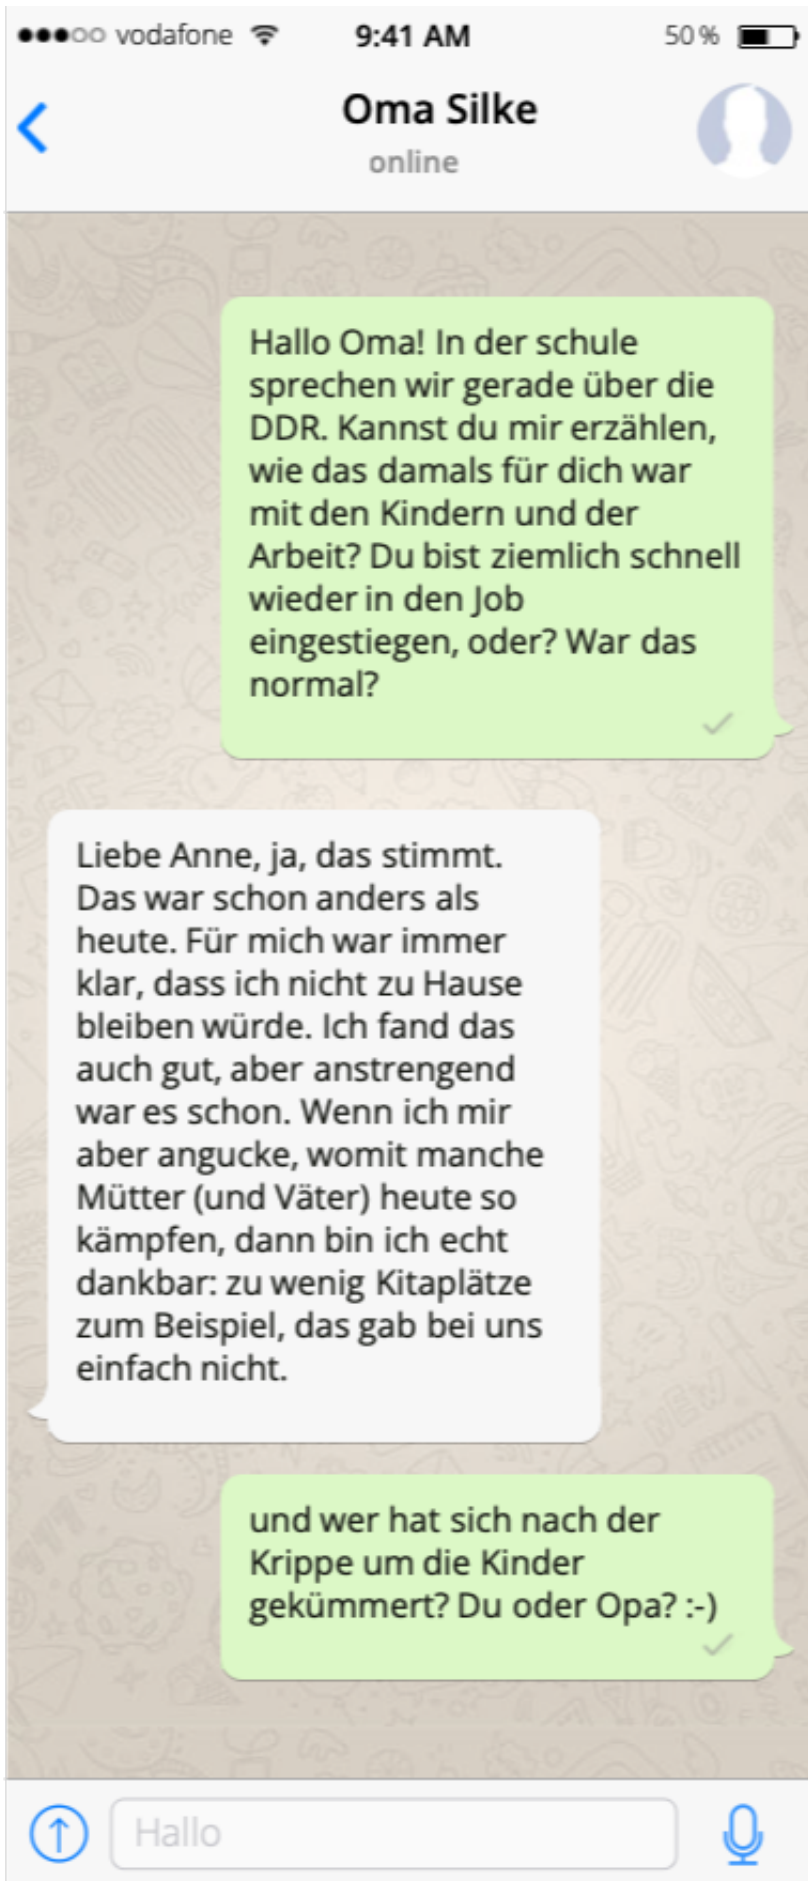 vodafone 9:41 AM 50%
Oma Silke
online
Hallo Oma! In der schule
sprechen wir gerade über die
DDR. Kannst du mir erzählen,
wie das damals für dich war
mit den Kindern und der
Arbeit? Du bist ziemlich schnell
wieder in den Job
eingestiegen, oder? War das
normal?
Liebe Anne, ja, das stimmt.
Das war schon anders als
heute. Für mich war immer
klar, dass ich nicht zu Hause
bleiben würde. Ich fand das
auch gut, aber anstrengend
war es schon. Wenn ich mir
aber angucke, womit manche
Mütter (und Väter) heute so
kämpfen, dann bin ich echt
dankbar: zu wenig Kitaplätze
zum Beispiel, das gab bei uns
einfach nicht.
und wer hat sich nach der
Krippe um die Kinder
gekümmert? Du oder Opa? :-)
Hallo